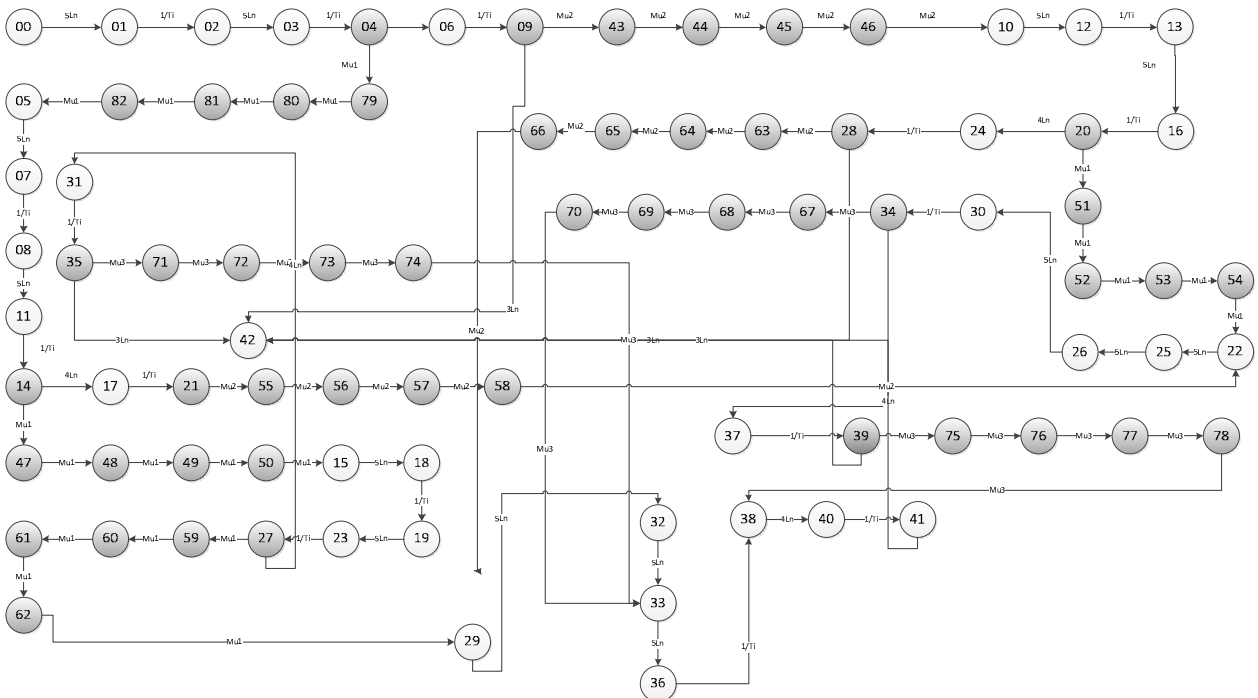 00 5Ln 01 1/Ti 02 5Ln 03 1/Ti 04 06 1/Ti 09 Mu2 43 Mu2 44 Mu2 45 Mu2 46 Mu2 10 5Ln 12 1/Ti 13
Mu1 5Ln
05 Mu1 82 Mu1 81 Mu1 80 Mu1 79
66 Mu2 65 Mu2 64 Mu2 63 Mu2 28 1/Ti 24 4Ln 20 1/Ti 16
5Ln
07 31 Mu1
1/Ti 1/Ti 70 Mu3 69 Mu3 68 Mu3 67 Mu3 34 1/Ti 30 51
08 35 Mu3 71 Mu3 72 73 Mu3 74 Mu1
4Ln 5Ln
5Ln 52 Mu1 53 Mu1 54
11 3Ln Mu1
Mu2
1/Ti 3Ln 42 Mu3 3Ln 3Ln 26 5Ln 25 5Ln 22
14 4Ln 17 1/Ti 21 Mu2 55 Mu2 56 Mu2 57 Mu2 58 Mu2
4Ln
Mu1 37 1/Ti 39 Mu3 75 Mu3 76 Mu3 77 Mu3 78
Mu3
47 Mu1 48 Mu1 49 Mu1 50 Mu1 15 5Ln 18
1/Ti Mu3
5Ln 32 38 4Ln 40 1/Ti 41
61 Mu1 60 Mu1 59 Mu1 27 1/Ti 23 5Ln 19
Mu1 5Ln
62 33
Mu1 29 5Ln 1/Ti
36